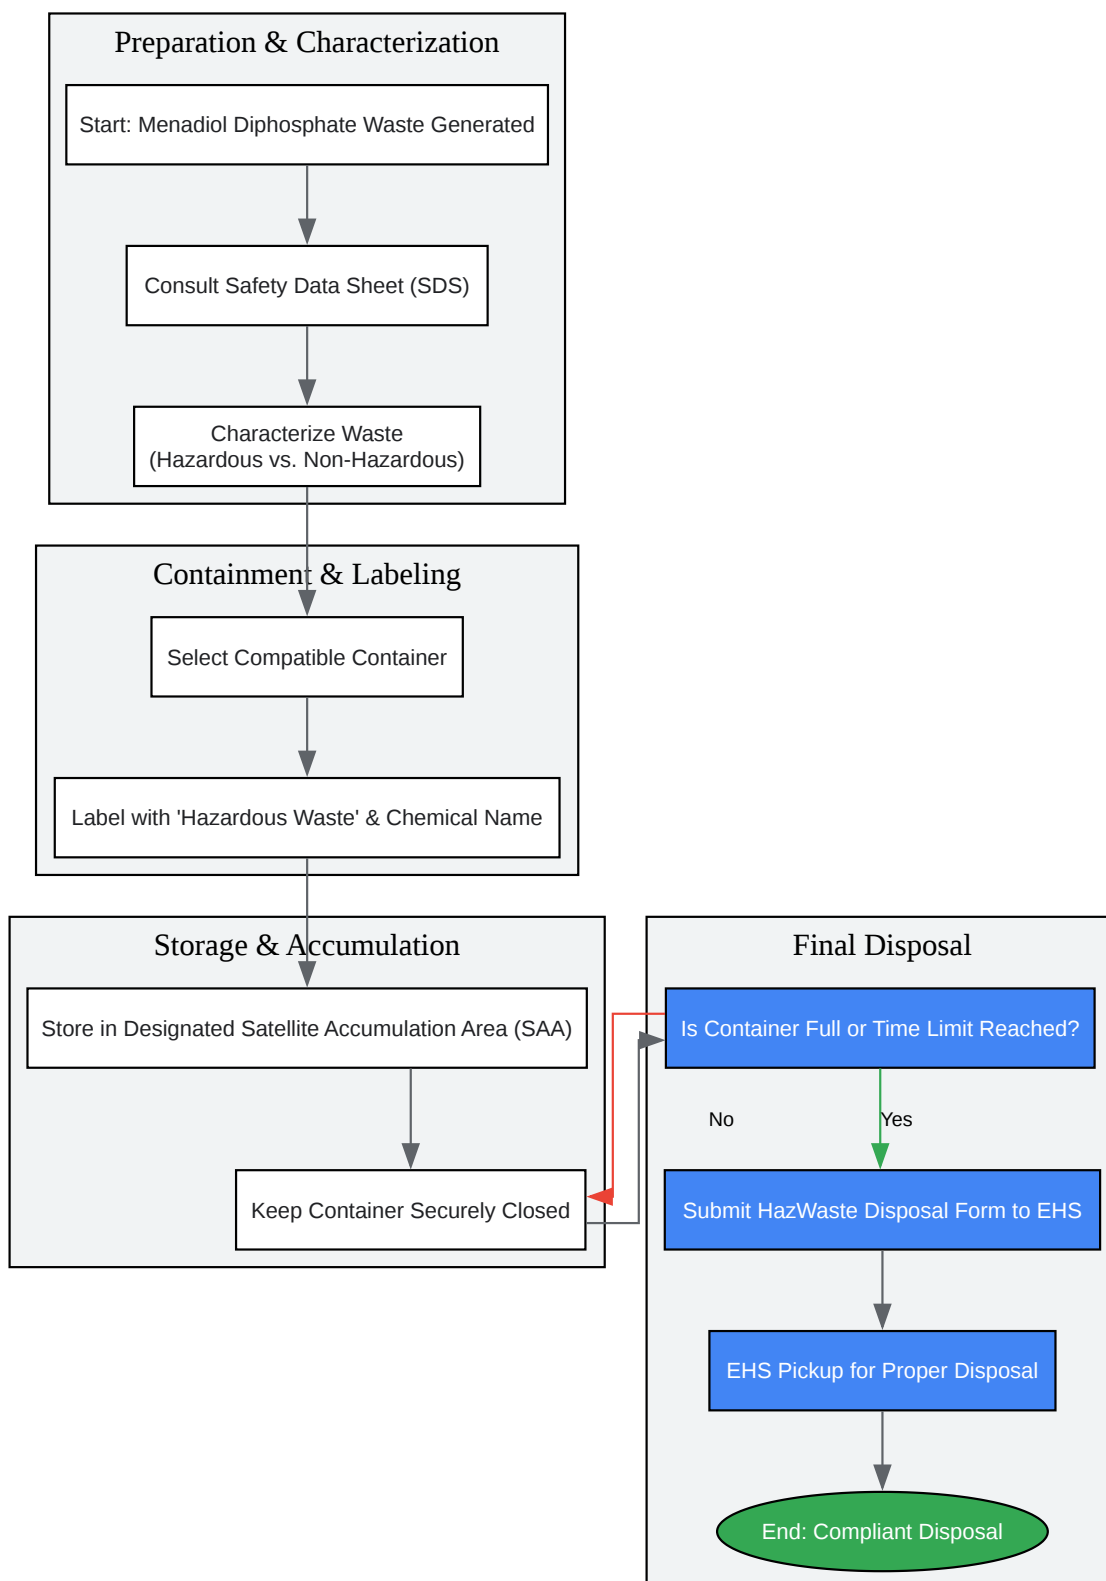 Preparation & Characterization
Start: Menadiol Diphosphate Waste Generated
Consult Safety Data Sheet (SDS)
Characterize Waste
(Hazardous vs. Non-Hazardous)
Containment & Labeling
Select Compatible Container
Label with 'Hazardous Waste' & Chemical Name
Storage & Accumulation
Store in Designated Satellite Accumulation Area (SAA)
Keep Container Securely Closed
Final Disposal
Is Container Full or Time Limit Reached?
No
Yes
Submit HazWaste Disposal Form to EHS
EHS Pickup for Proper Disposal
End: Compliant Disposal